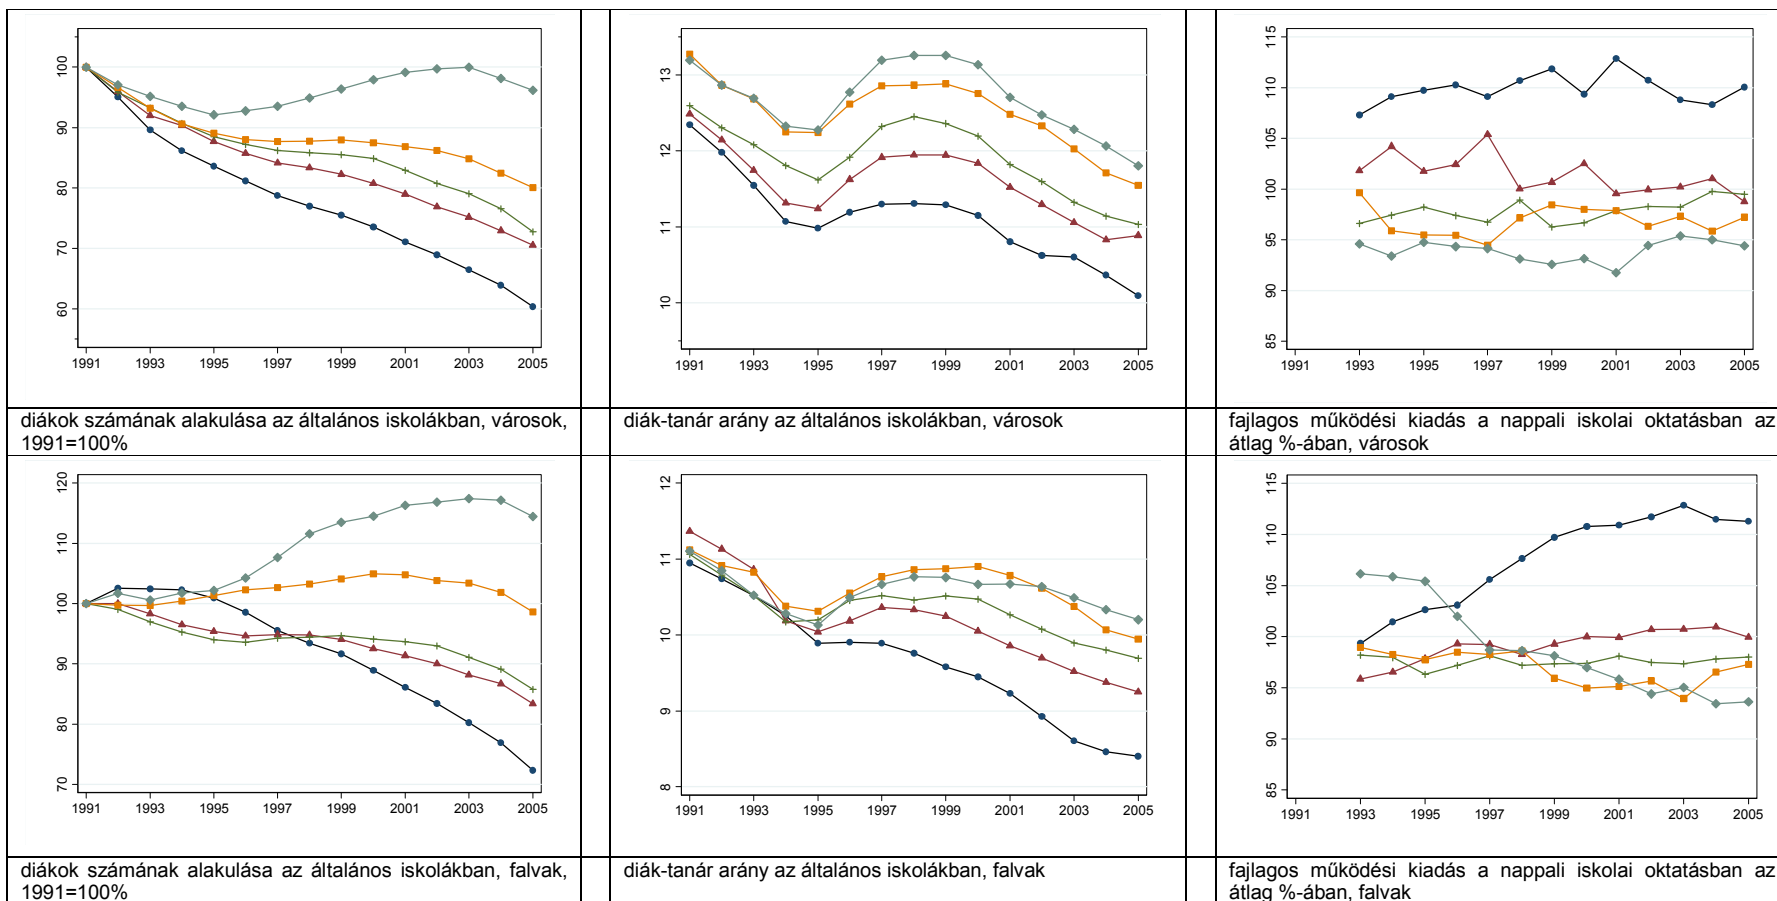 100
90
80
70
60
1991 1993 1995 1997 1999 2001 2003 2005
13
12
11
10
1991 1993 1995 1997 1999 2001 2003 2005
115
110
105
100
95
90
85
1991 1993 1995 1997 1999 2001 2003 2005
diákok számának alakulása az általános iskolákban, városok,
1991=100%
diák-tanár arány az általános iskolákban, városok
fajlagos működési kiadás a nappali iskolai oktatásban az
átlag %-ában, városok
120
110
100
90
80
70
1991 1993 1995 1997 1999 2001 2003 2005
12
11
10
9
8
1991 1993 1995 1997 1999 2001 2003 2005
115
110
105
100
95
90
85
1991 1993 1995 1997 1999 2001 2003 2005
diákok számának alakulása az általános iskolákban, falvak,
1991=100%
diák-tanár arány az általános iskolákban, falvak
fajlagos működési kiadás a nappali iskolai oktatásban az
átlag %-ában, falvak